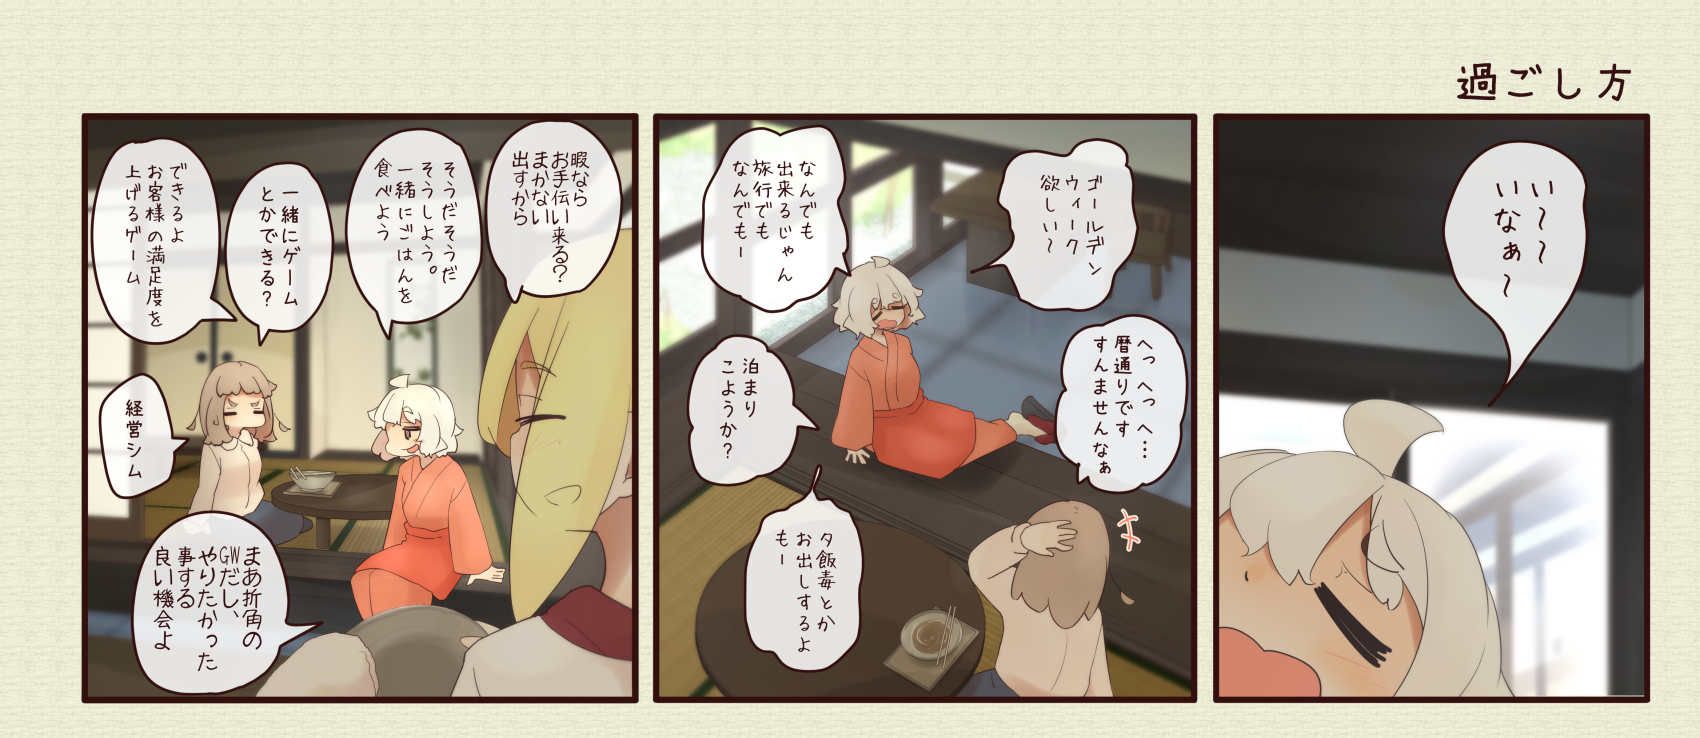 過ごし方
い～～～
いなぁ～
ゴールデン
ウィーク
欲しい～
なんでも
出来るじゃん
旅行でも
なんでもー
へっへっへ…
暦通りです
すんませんなぁ
泊まり
こようか？
夕飯毒とか
お出しするよ
もー
暇なら
お手伝い来る？
まかない
出すから
そうだそうだ
そうしよう。
一緒にごはんを
食べよう
一緒にゲーム
とかできる？
できるよ
お客様の満足度を
上げるゲーム
経営シム
まあ折角の
GWだし、
やりたかった
事する
良い機会よ